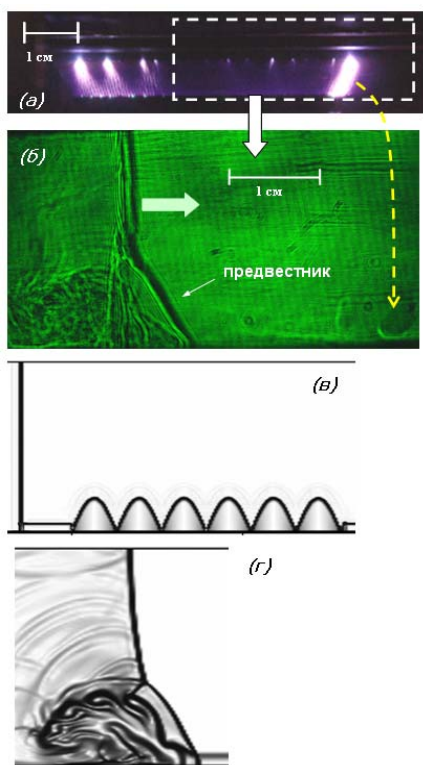 1 см
(а)
(б)
1 см
предвестник
(в)
(г)